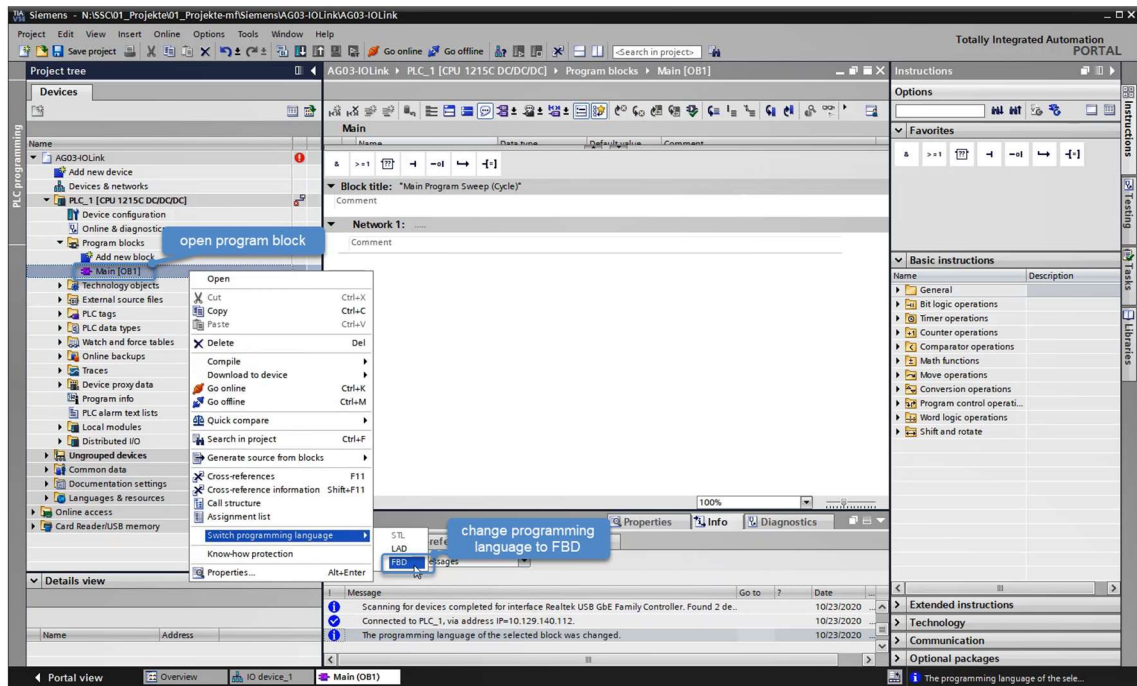 Siemens - N:\SSC\01_Projekte\01_Projekte-mf\Siemens\AG03-IOLink\AG03-IOLink
Project Edit View Insert Online Options Tools Window Help
Totally Integrated Automation
PORTAL
Save project Go online Go offline <Search in project>
Project tree
AG03-IOLink PLC_1 [CPU 1215C DC/DC/DC] Program blocks Main [OB1]
Instructions
Devices
Options
Main
Name Data type Default value Comment
Favorites
& >=1 [??] -| -o| -[=]
& >=1 [??] -| -o| -[=]
Block title: "Main Program Sweep (Cycle)"
Comment
Network 1: .....
Comment
Name
AG03-IOLink
Add new device
Devices & networks
PLC_1 [CPU 1215C DC/DC/DC]
Device configuration
Online & diagnostics
Program blocks
Add new block
Main [OB1]
Technology objects
External source files
PLC tags
PLC data types
Watch and force tables
Online backups
Traces
Device proxy data
Program info
PLC alarm text lists
Local modules
Distributed I/O
Ungrouped devices
Common data
Documentation settings
Languages & resources
Online access
Card Reader/USB memory
open program block
Open
Cut Ctrl+X
Copy Ctrl+C
Paste Ctrl+V
Delete Del
Compile
Download to device
Go online Ctrl+K
Go offline Ctrl+M
Quick compare
Search in project Ctrl+F
Generate source from blocks
Cross-references F11
Cross-reference information Shift+F11
Call structure
Assignment list
Switch programming language
Know-how protection
Properties... Alt+Enter
STL
LAD
FBD
change programming
language to FBD
100%
Properties Info Diagnostics
Basic instructions
Name Description
General
Bit logic operations
Timer operations
Counter operations
Comparator operations
Math functions
Move operations
Conversion operations
Program control operati...
Word logic operations
Shift and rotate
Extended instructions
Technology
Communication
Optional packages
! Message Go to ? Date
Scanning for devices completed for interface Realtek USB GbE Family Controller. Found 2 de.. 10/23/2020
Connected to PLC_1, via address IP=10.129.140.112. 10/23/2020
The programming language of the selected block was changed. 10/23/2020
Details view
Name Address
PLC programming
Instructions
Testing
Tasks
Libraries
Portal view Overview IO device_1 Main (OB1)
The programming language of the sele...